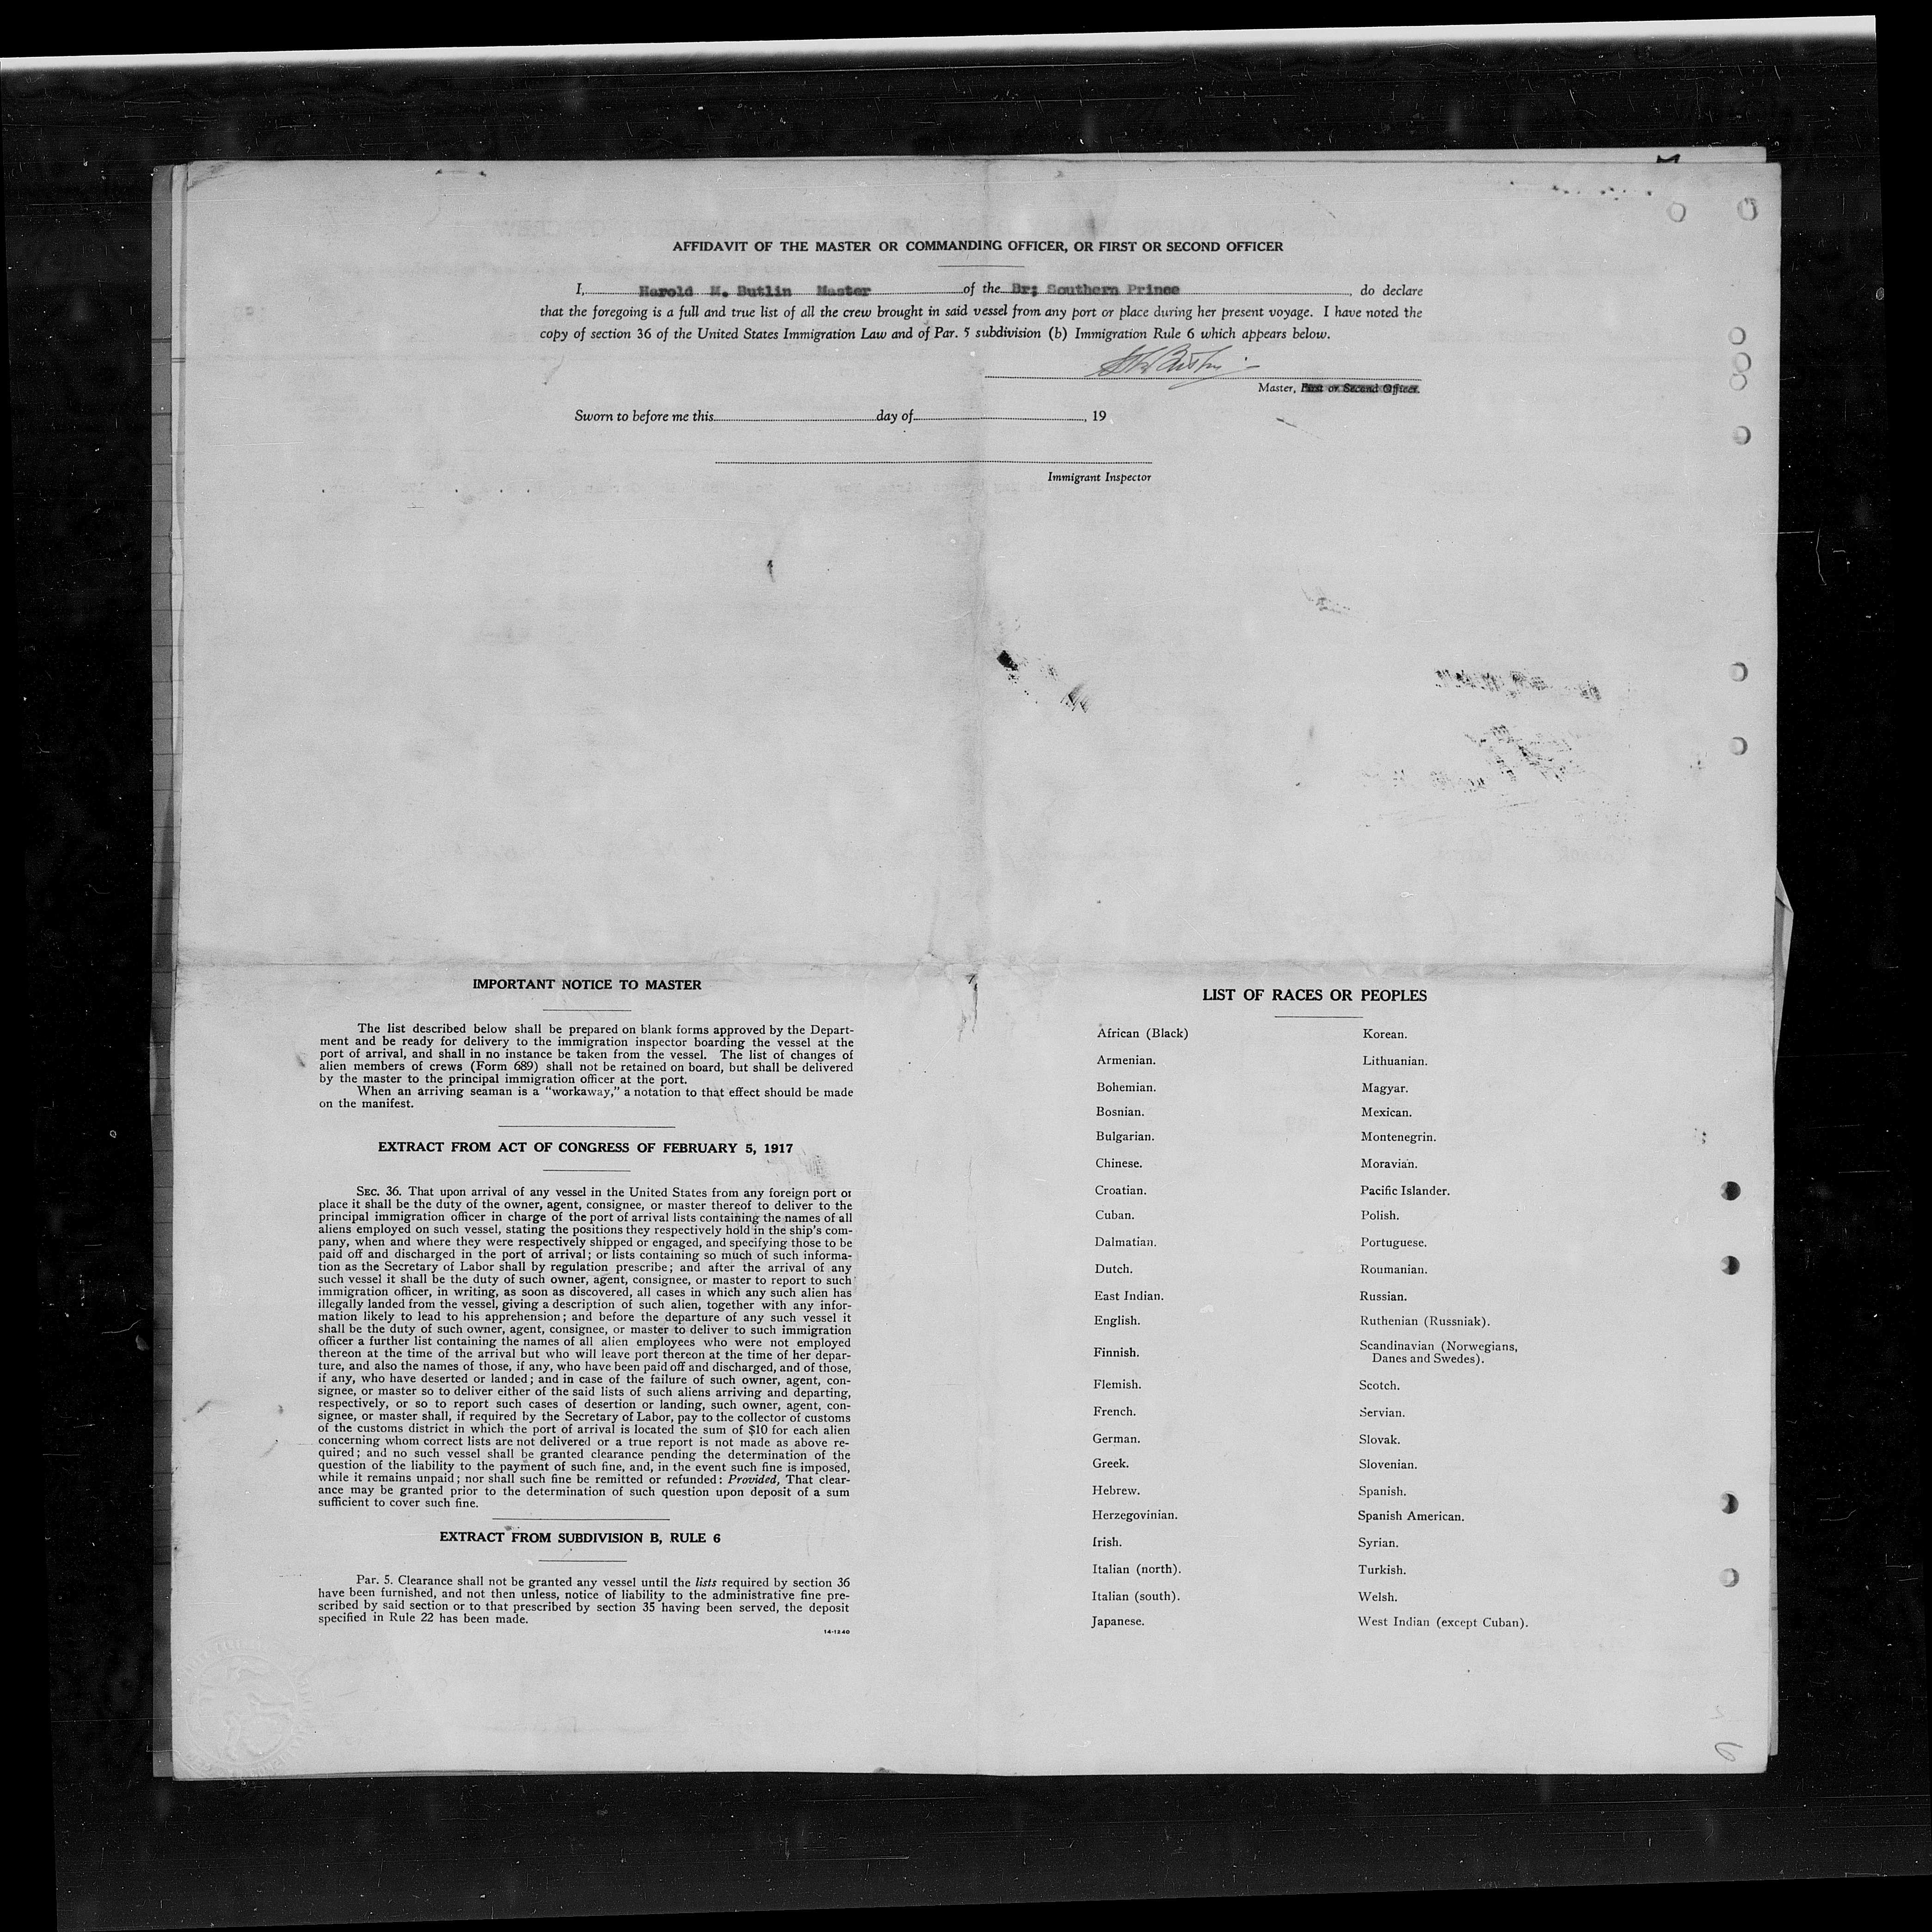 AFFIDAVIT OF THE MASTER OR COMMANDING OFFICER, OR FIRST OR SECOND OFFICER
I, Harold M. Butlin Master of the Br; Southern Prince, do declare
that the foregoing is a full and true list of all the crew brought in said vessel from any port or place during her present voyage. I have noted the
copy of section 36 of the United States Immigration Law and of Par. 5 subdivision (b) Immigration Rule 6 which appears below.
Master, First or Second Officer.
Sworn to before me this day of , 19
Immigrant Inspector
IMPORTANT NOTICE TO MASTER
The list described below shall be prepared on blank forms approved by the Depart-
ment and be ready for delivery to the immigration inspector boarding the vessel at the
port of arrival, and shall in no instance be taken from the vessel. The list of changes of
alien members of crews (Form 689) shall not be retained on board, but shall be delivered
by the master to the principal immigration officer at the port.
When an arriving seaman is a "workaway," a notation to that effect should be made
on the manifest.
EXTRACT FROM ACT OF CONGRESS OF FEBRUARY 5, 1917
SEC. 36. That upon arrival of any vessel in the United States from any foreign port or
place it shall be the duty of the owner, agent, consignee, or master thereof to deliver to the
principal immigration officer in charge of the port of arrival lists containing the names of all
aliens employed on such vessel, stating the positions they respectively hold in the ship's com-
pany, when and where they were respectively shipped or engaged, and specifying those to be
paid off and discharged in the port of arrival; or lists containing so much of such informa-
tion as the Secretary of Labor shall by regulation prescribe; and after the arrival of any
such vessel it shall be the duty of such owner, agent, consignee, or master to report to such
immigration officer, in writing, as soon as discovered, all cases in which any such alien has
illegally landed from the vessel, giving a description of such alien, together with any infor-
mation likely to lead to his apprehension; and before the departure of any such vessel it
shall be the duty of such owner, agent, consignee, or master to deliver to such immigration
officer a further list containing the names of all alien employees who were not employed
thereon at the time of the arrival but who will leave port thereon at the time of her depar-
ture, and also the names of those, if any, who have been paid off and discharged, and of those,
if any, who have deserted or landed; and in case of the failure of such owner, agent, con-
signee, or master so to deliver either of the said lists of such aliens arriving and departing,
respectively, or so to report such cases of desertion or landing, such owner, agent, con-
signee, or master shall, if required by the Secretary of Labor, pay to the collector of customs
of the customs district in which the port of arrival is located the sum of $10 for each alien
concerning whom correct lists are not delivered or a true report is not made as above re-
quired; and no such vessel shall be granted clearance pending the determination of the
question of the liability to the payment of such fine, and, in the event such fine is imposed,
while it remains unpaid; nor shall such fine be remitted or refunded: Provided, That clear-
ance may be granted prior to the determination of such question upon deposit of a sum
sufficient to cover such fine.
EXTRACT FROM SUBDIVISION B, RULE 6
Par. 5. Clearance shall not be granted any vessel until the lists required by section 36
have been furnished, and not then unless, notice of liability to the administrative fine pre-
scribed by said section or to that prescribed by section 35 having been served, the deposit
specified in Rule 22 has been made.
14-1240
LIST OF RACES OR PEOPLES
African (Black)
Armenian.
Bohemian.
Bosnian.
Bulgarian.
Chinese.
Croatian.
Cuban.
Dalmatian.
Dutch.
East Indian.
English.
Finnish.
Flemish.
French.
German.
Greek.
Hebrew.
Herzegovinian.
Irish.
Italian (north).
Italian (south).
Japanese.
Korean.
Lithuanian.
Magyar.
Mexican.
Montenegrin.
Moravian.
Pacific Islander.
Polish.
Portuguese.
Roumanian.
Russian.
Ruthenian (Russniak).
Scandinavian (Norwegians,
Danes and Swedes).
Scotch.
Servian.
Slovak.
Slovenian.
Spanish.
Spanish American.
Syrian.
Turkish.
Welsh.
West Indian (except Cuban).